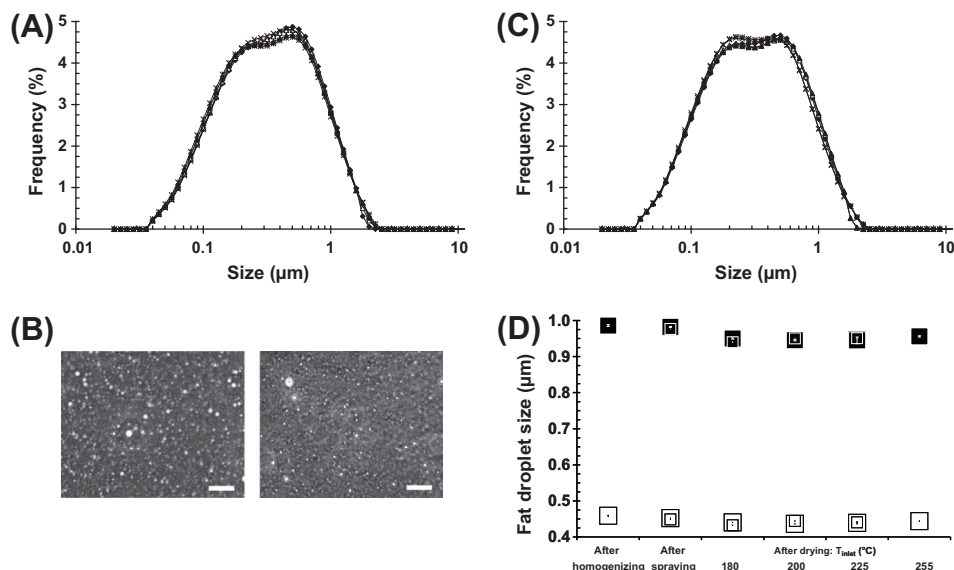 (A)
5
4
3
2
1
0
Frequency (%)
0.01 0.1 1 10
Size (µm)
(C)
5
4
3
2
1
0
Frequency (%)
0.01 0.1 1 10
Size (µm)
(B)
(D)
1.0
0.9
0.8
0.7
0.6
0.5
0.4
Fat droplet size (µm)
After homogenizing
After spraying
After drying: Tinlet (°C)
180 200 225 255